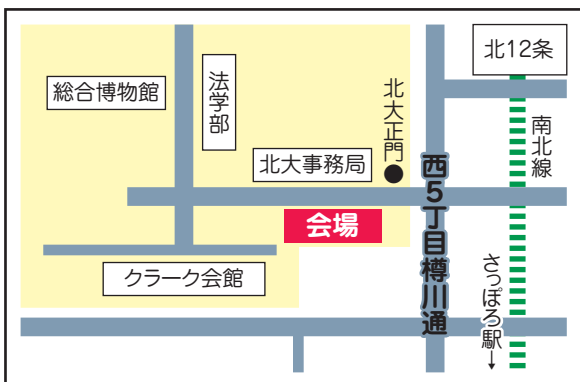 北12条
総合博物館
法学部
北大正門
南北線
北大事務局
西5丁目樽川通
会場
クラーク会館
さっぽろ駅→